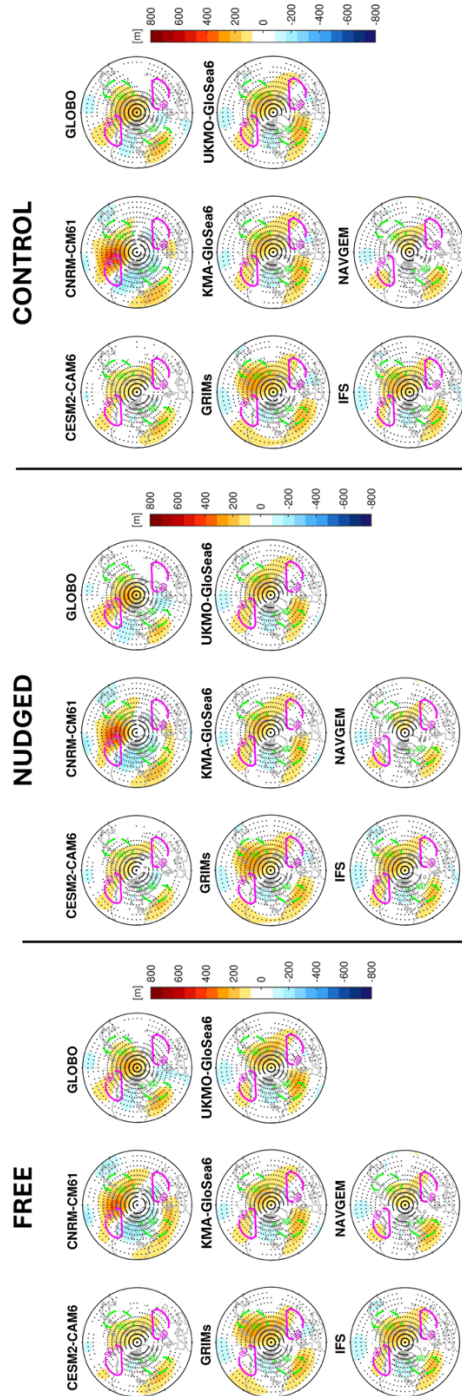 FREE
CESM2-CAM6
CNRM-CM61
GLOBO
GRIMs
KMA-GloSea6
UKMO-GloSea6
IFS
NAVGEM
[m]
800
600
400
200
0
-200
-400
-600
-800
NUDGED
CESM2-CAM6
CNRM-CM61
GLOBO
GRIMs
KMA-GloSea6
UKMO-GloSea6
IFS
NAVGEM
[m]
800
600
400
200
0
-200
-400
-600
-800
CONTROL
CESM2-CAM6
CNRM-CM61
GLOBO
GRIMs
KMA-GloSea6
UKMO-GloSea6
IFS
NAVGEM
[m]
800
600
400
200
0
-200
-400
-600
-800